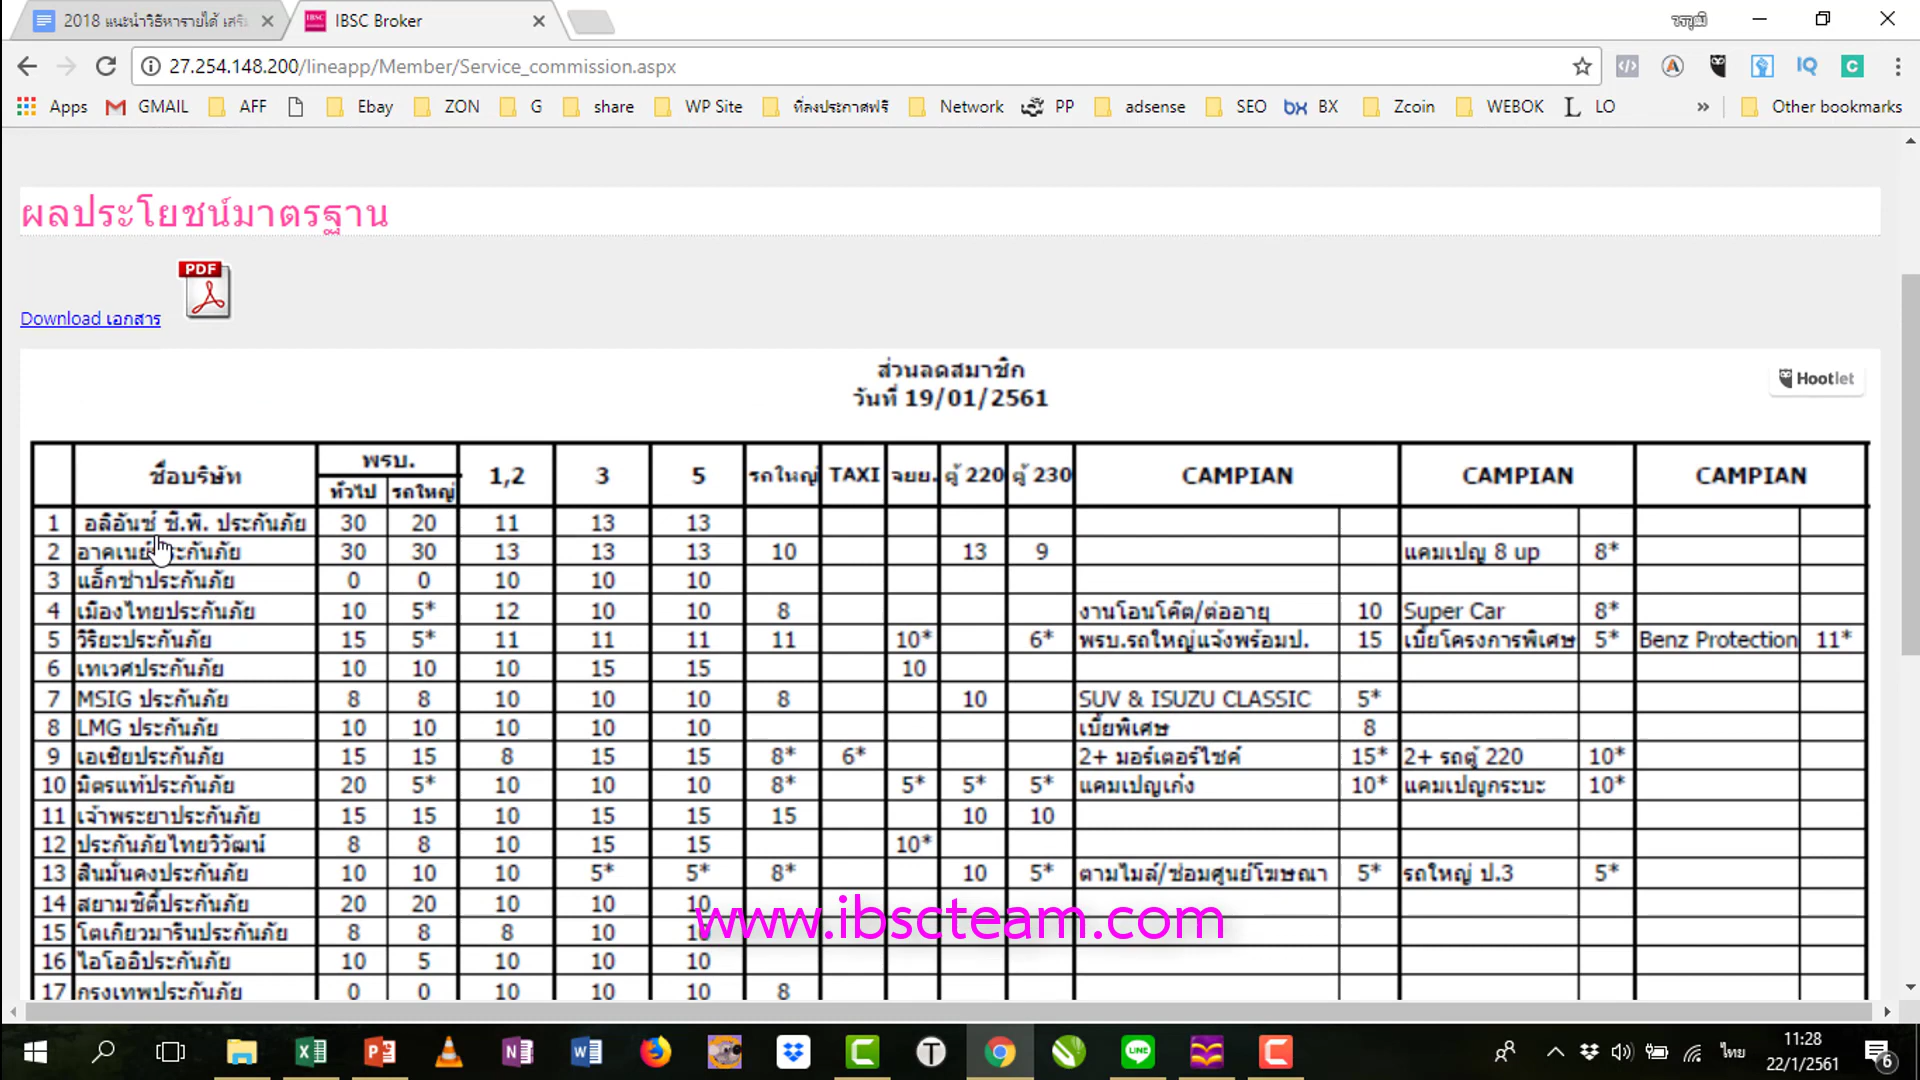 2018 แนะนำวิธีหารายได้ เสริม
IBSC Broker
27.254.148.200/lineapp/Member/Service_commission.aspx
Apps GMAIL AFF Ebay ZON G share WP Site ที่ลงประกาศฟรี Network PP adsense SEO BX Zcoin WEBOK LO » Other bookmarks
ผลประโยชน์มาตรฐาน
PDF
Download เอกสาร
ส่วนลดสมาชิก
Hootlet
วันที่ 19/01/2561
ชื่อบริษัท พรบ. 1,2 3 5 รถใหญ่ TAXI จยย. ตู้ 220 ตู้ 230 CAMPIAN CAMPIAN CAMPIAN
ทั่วไป รถใหญ่
1 อลิอันซ์ ซี.พี. ประกันภัย 30 20 11 13 13
2 อาคเนย์ประกันภัย 30 30 13 13 13 10 13 9 แคมเปญ 8 up 8*
3 แอ็กซ่าประกันภัย 0 0 10 10 10
4 เมืองไทยประกันภัย 10 5* 12 10 10 8 งานโอนโค๊ต/ต่ออายุ 10 Super Car 8*
5 วิริยะประกันภัย 15 5* 11 11 11 11 10* 6* พรบ.รถใหญ่แจ้งพร้อมป. 15 เบี้ยโครงการพิเศษ 5* Benz Protection 11*
6 เทเวศประกันภัย 10 10 10 15 15 10
7 MSIG ประกันภัย 8 8 10 10 10 8 10 SUV & ISUZU CLASSIC 5*
8 LMG ประกันภัย 10 10 10 10 10 เบี้ยพิเศษ 8
9 เอเชียประกันภัย 15 15 8 15 15 8* 6* 2+ มอร์เตอร์ไซค์ 15* 2+ รถตู้ 220 10*
10 มิตรแท้ประกันภัย 20 5* 10 10 10 8* 5* 5* 5* แคมเปญเก๋ง 10* แคมเปญกระบะ 10*
11 เจ้าพระยาประกันภัย 15 15 10 15 15 15 10 10
12 ประกันภัยไทยวิวัฒน์ 8 8 10 15 15 10*
13 สินมั่นคงประกันภัย 10 10 10 5* 5* 8* 10 5* ตามไมล์/ซ่อมศูนย์โฆษณา 5* รถใหญ่ ป.3 5*
14 สยามซิตี้ประกันภัย 20 20 10 10 10
www.ibscteam.com
15 โตเกียวมารีนประกันภัย 8 8 8 10 10
16 ไอโออิประกันภัย 10 5 10 10 10
17 กรุงเทพประกันภัย 0 0 10 10 10 8
ไทย
11:28
22/1/2561
6